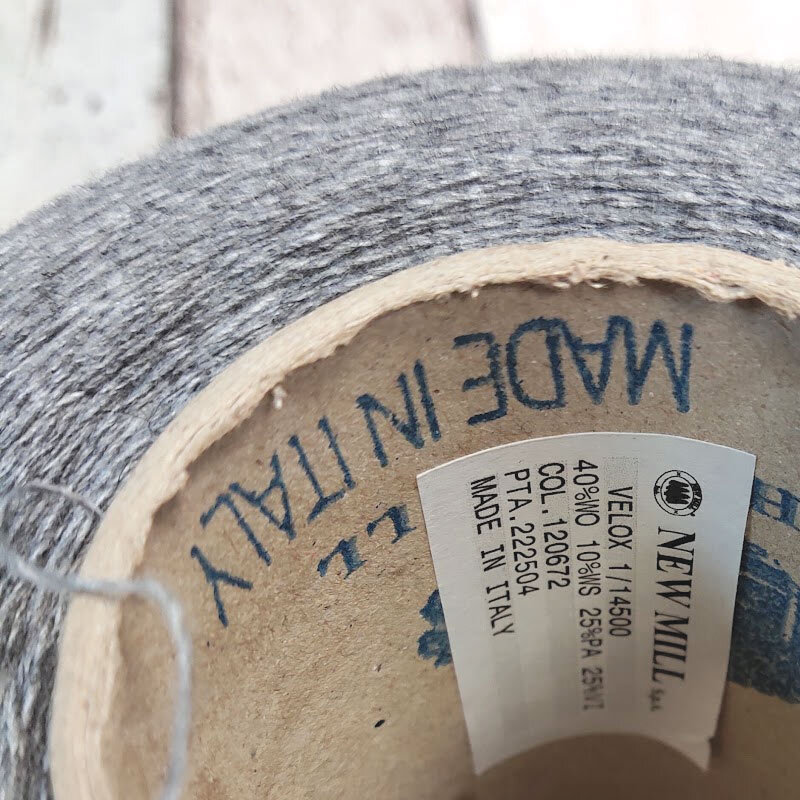 MADE IN ITALY
NEW MILL S.p.A.
VELOX 1/14500
40%WO 10%WS 25%PA 25%VI
COL.120672
PTA.222504
MADE IN ITALY